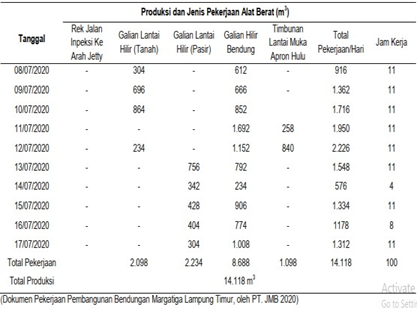 Produksi dan Jenis Pekerjaan Alat Berat (m³)
Tanggal Rek Jalan Inpeksi Ke Arah Jetty Galian Lantai Hilir (Tanah) Galian Lantai Hilir (Pasir) Galian Hilir Bendung Timbunan Lantai Muka Apron Hulu Total Pekerjaan/Hari Jam Kerja
08/07/2020 - 304 - 612 - 916 11
09/07/2020 - 696 - 666 - 1.362 11
10/07/2020 - 864 - 852 - 1.716 11
11/07/2020 - - - 1.692 258 1.950 11
12/07/2020 - 234 - 1.152 840 2.226 11
13/07/2020 - - 756 792 - 1.548 11
14/07/2020 - - 342 234 - 576 4
15/07/2020 - - 428 906 - 1.334 11
16/07/2020 - - 404 774 - 1178 8
17/07/2020 - - 304 1.008 - 1.312 11
Total Pekerjaan 2.098 2.234 8.688 1.098 14.118 100
Total Produksi 14.118 m³
(Dokumen Pekerjaan Pembangunan Bendungan Margatiga Lampung Timur, oleh PT. JMB 2020)
Activate
Go to Settin